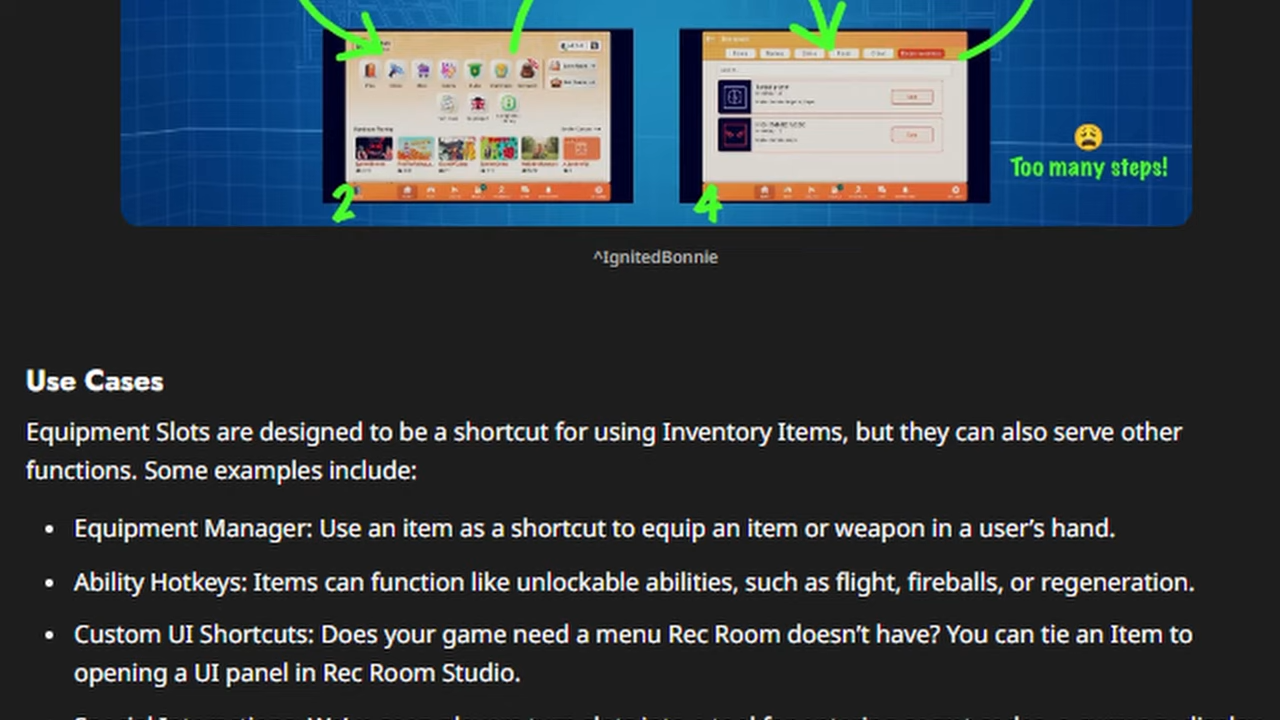 2
4
Too many steps!
^IgnitedBonnie
Use Cases
Equipment Slots are designed to be a shortcut for using Inventory Items, but they can also serve other
functions. Some examples include:
• Equipment Manager: Use an item as a shortcut to equip an item or weapon in a user’s hand.
• Ability Hotkeys: Items can function like unlockable abilities, such as flight, fireballs, or regeneration.
• Custom UI Shortcuts: Does your game need a menu Rec Room doesn’t have? You can tie an Item to
opening a UI panel in Rec Room Studio.